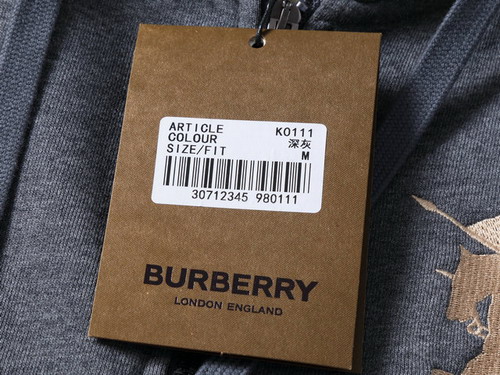 ARTICLE K0111
COLOUR 深灰
SIZE/FIT M
30712345 980111
BURBERRY
LONDON ENGLAND